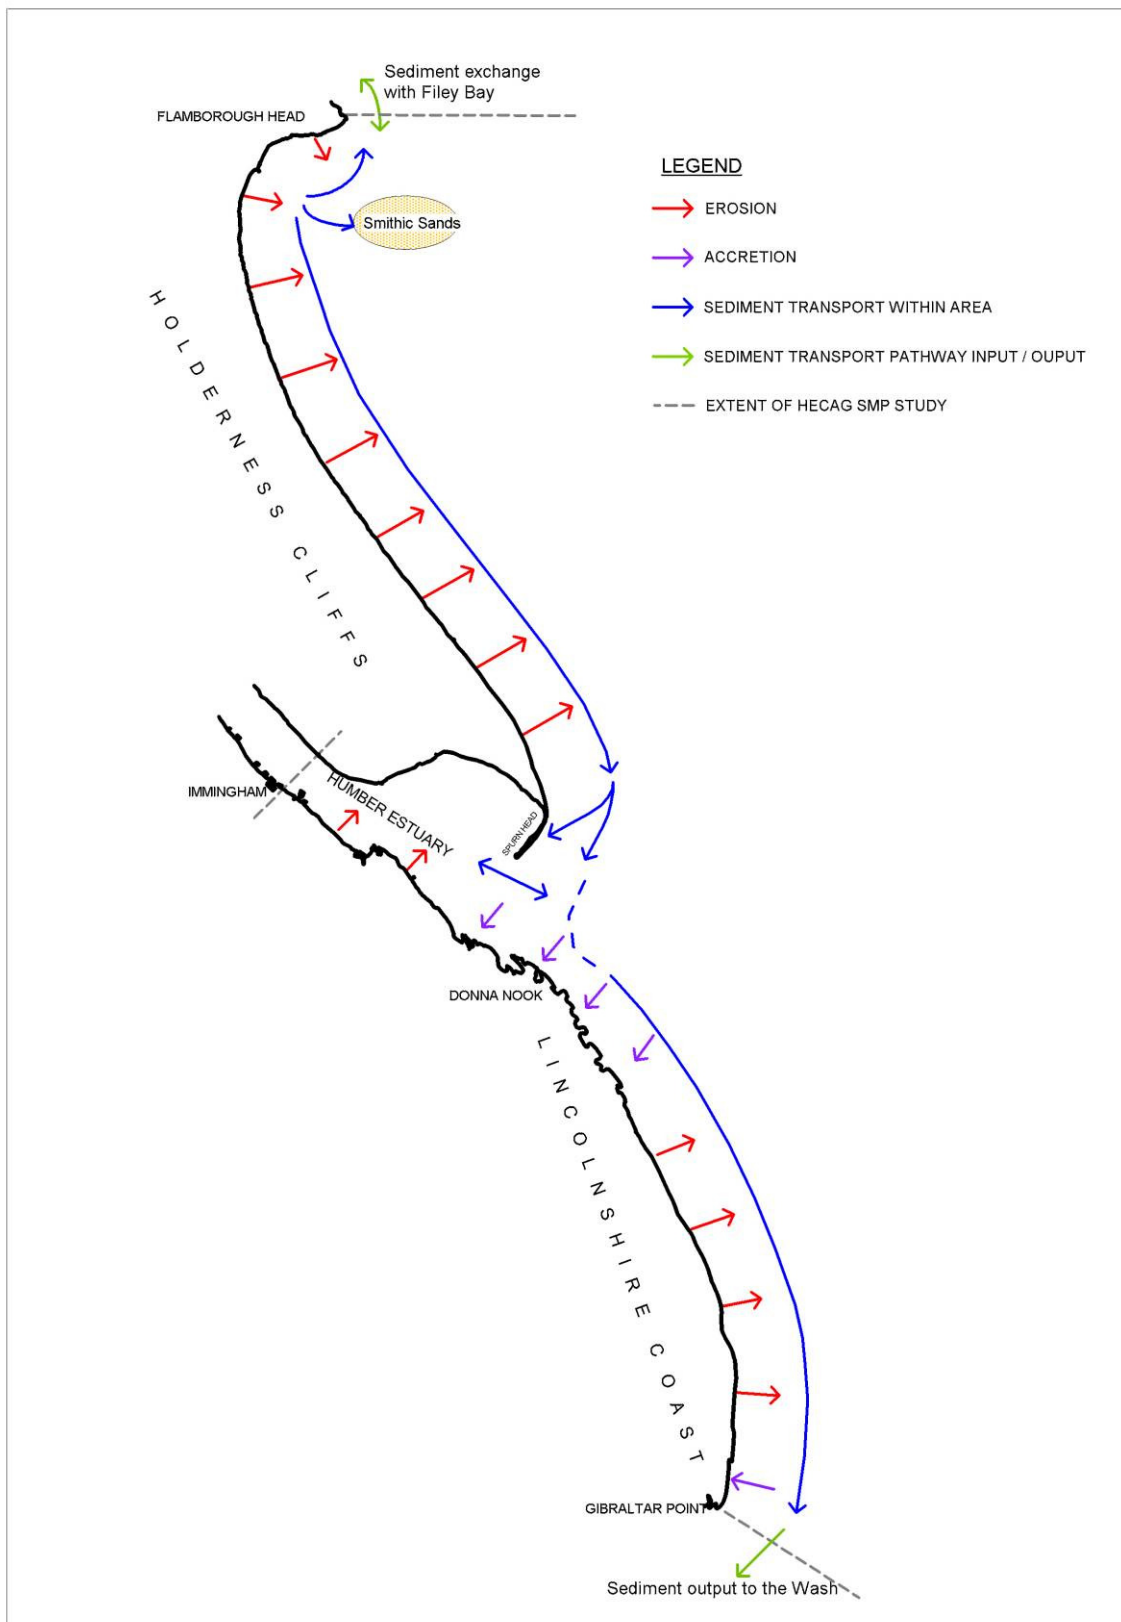 Sediment exchange
with Filey Bay
FLAMBOROUGH HEAD
LEGEND
EROSION
Smithic Sands
ACCRETION
SEDIMENT TRANSPORT WITHIN AREA
SEDIMENT TRANSPORT PATHWAY INPUT / OUPUT
EXTENT OF HECAG SMP STUDY
HOLDERNESS CLIFFS
IMMINGHAM
HUMBER ESTUARY
SPURN HEAD
DONNA NOOK
LINCOLNSHIRE COAST
GIBRALTAR POINT
Sediment output to the Wash